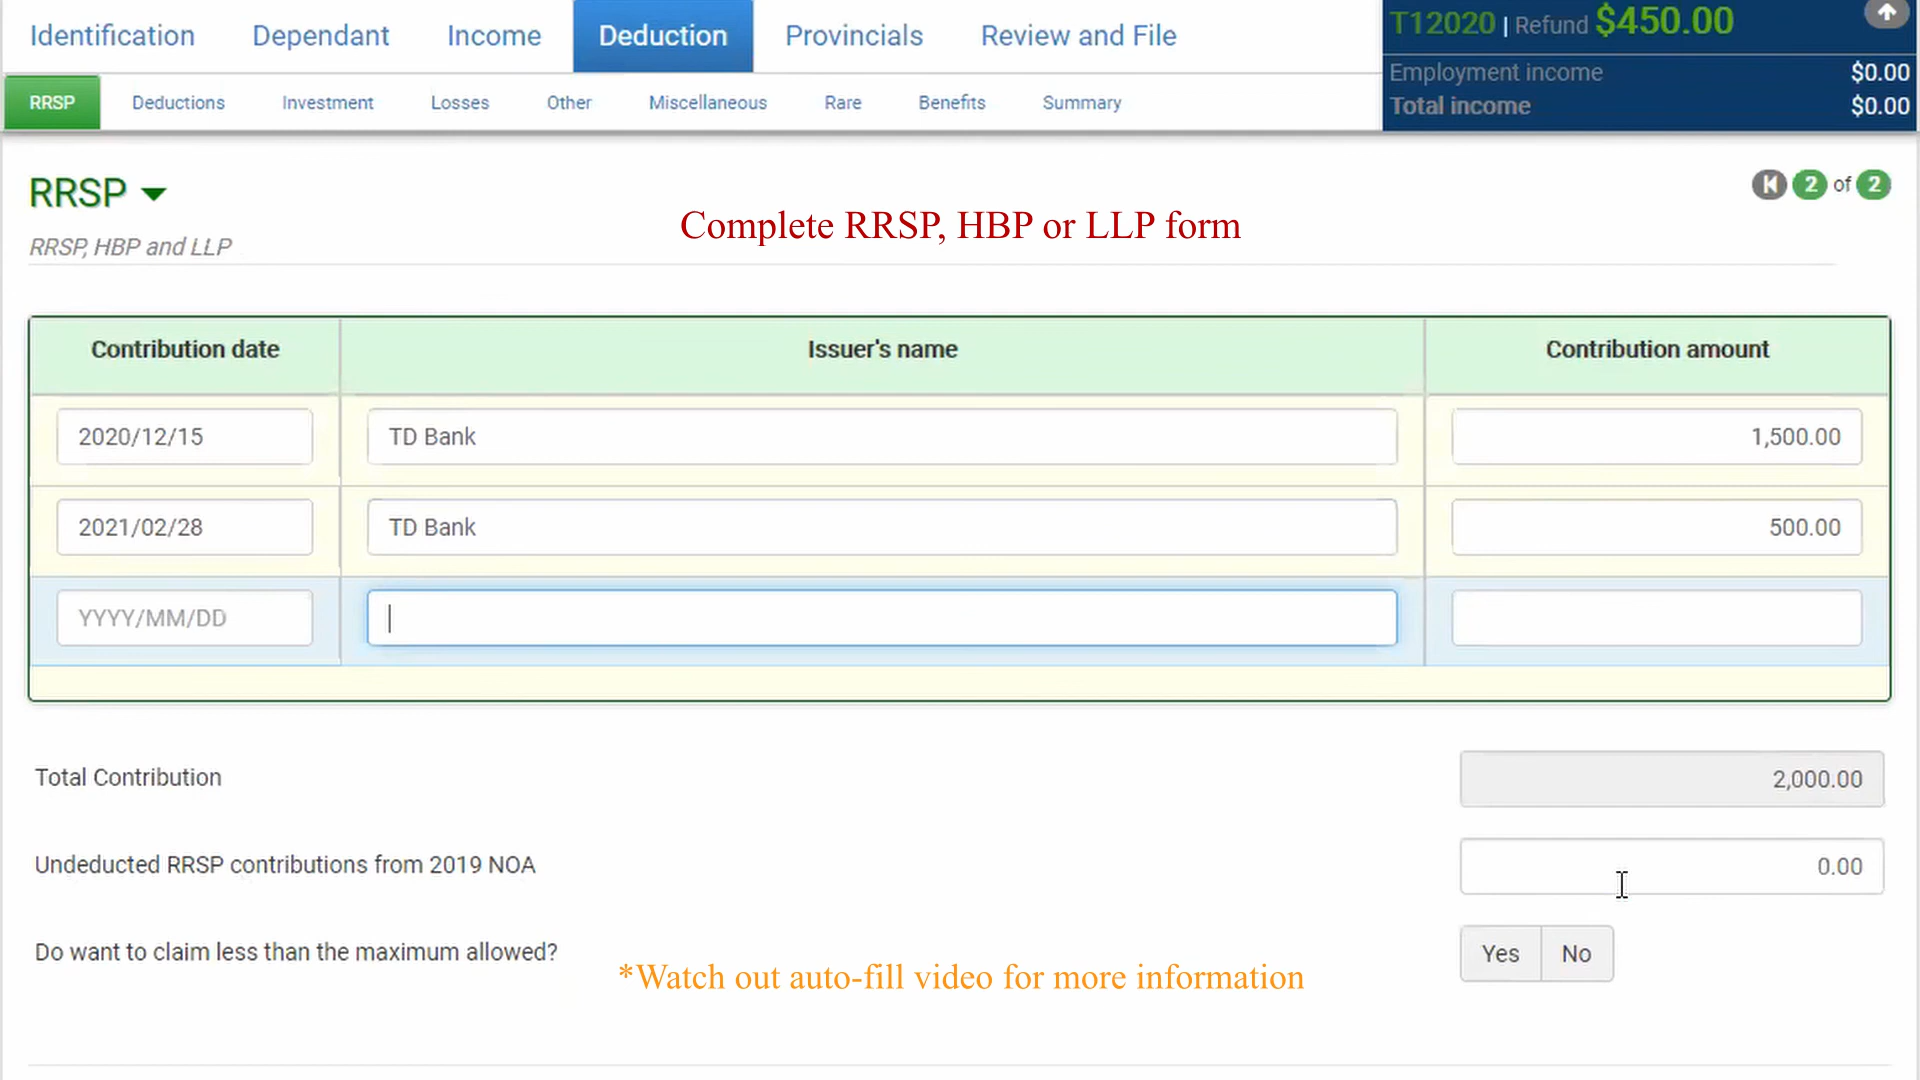 Identification Dependant Income Deduction Provincials Review and File
T12020 | Refund $450.00
Employment income $0.00
Total income $0.00
RRSP Deductions Investment Losses Other Miscellaneous Rare Benefits Summary
RRSP
2 of 2
Complete RRSP, HBP or LLP form
RRSP, HBP and LLP
Contribution date Issuer's name Contribution amount
2020/12/15 TD Bank 1,500.00
2021/02/28 TD Bank 500.00
YYYY/MM/DD
Total Contribution 2,000.00
Undeducted RRSP contributions from 2019 NOA 0.00
Do want to claim less than the maximum allowed? Yes No
*Watch out auto-fill video for more information